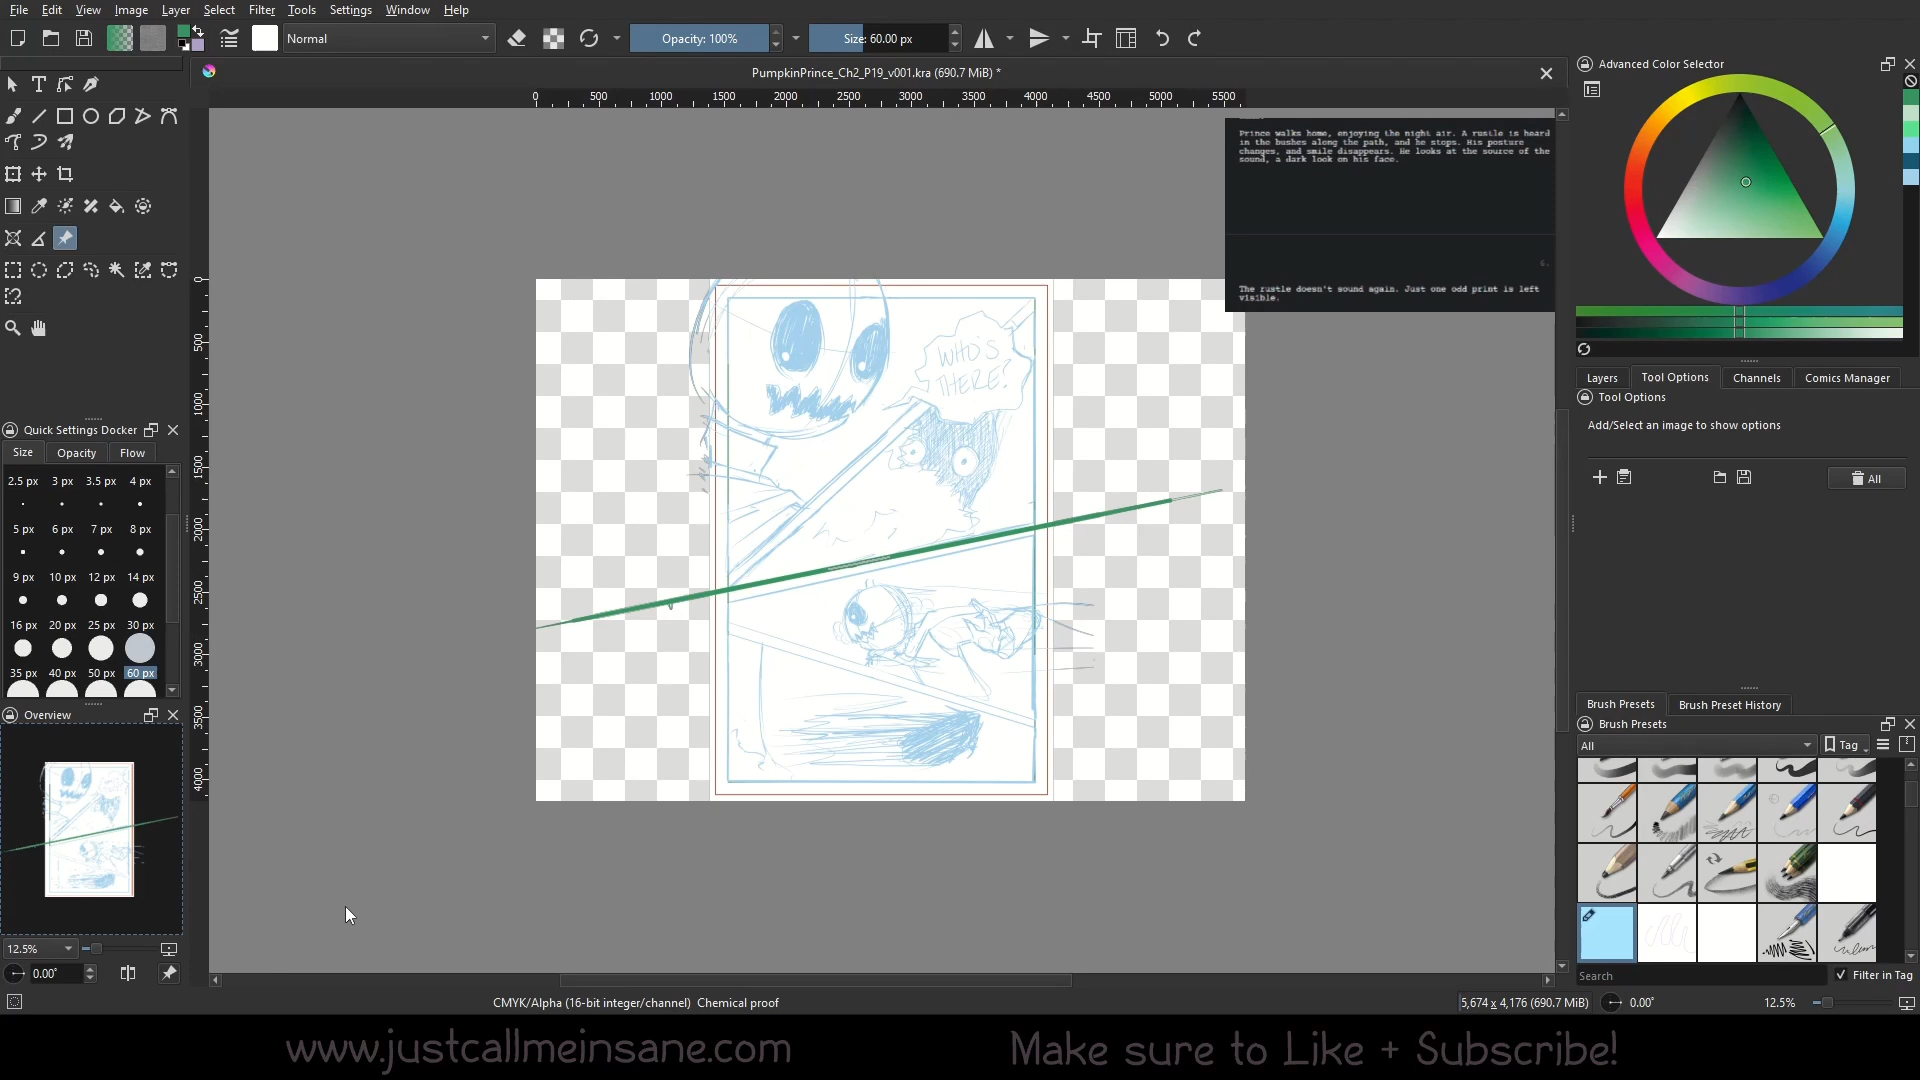 File Edit View Image Layer Select Filter Tools Settings Window Help
Normal
Opacity: 100%
Size: 60.00 px
PumpkinPrince_Ch2_P19_v001.kra (690.7 MiB) *
Advanced Color Selector
0 500 1000 1500 2000 2500 3000 3500 4000 4500 5000 5500
0 500 1000 1500 2000 2500 3000 3500 4000
Prince walks home, enjoying the night air. A rustle is heard
in the bushes along the path, and he stops. His posture
changes, and smile disappears. He looks at the source of the
sound, a dark look on his face.
The rustle doesn't sound again. Just one odd print is left
visible.
WHO'S
THERE?
Quick Settings Docker
Size Opacity Flow
2.5 px 3 px 3.5 px 4 px
5 px 6 px 7 px 8 px
9 px 10 px 12 px 14 px
16 px 20 px 25 px 30 px
35 px 40 px 50 px 60 px
Overview
12.5%
0.00°
Layers Tool Options Channels Comics Manager
Tool Options
Add/Select an image to show options
All
Brush Presets Brush Preset History
Brush Presets
All
Tag
Search
Filter in Tag
CMYK/Alpha (16-bit integer/channel) Chemical proof
5,674 x 4,176 (690.7 MiB)
0.00°
12.5%
www.justcallmeinsane.com
Make sure to Like + Subscribe!